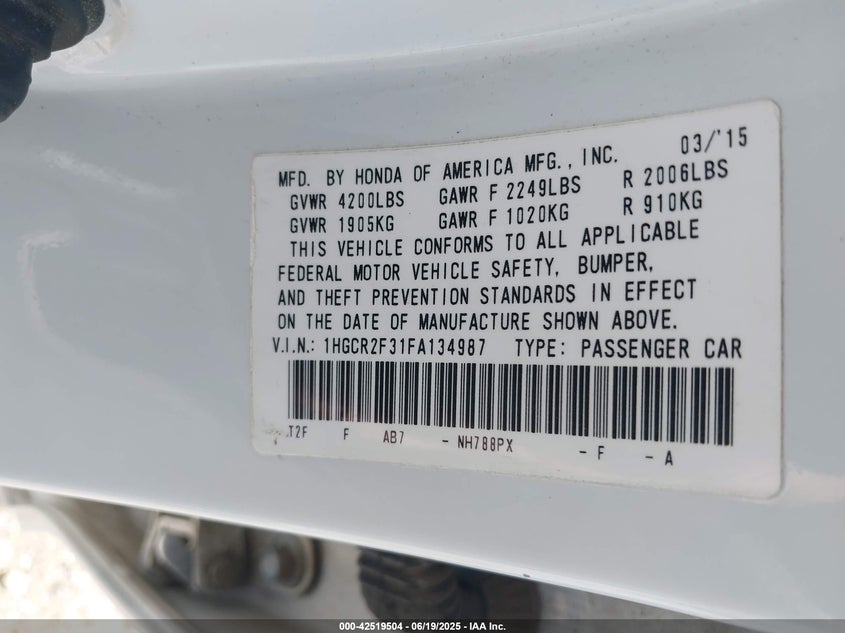 03/'15
MFD. BY HONDA OF AMERICA MFG., INC.
GVWR 4200LBS GAWR F 2249LBS R 2006LBS
GVWR 1905KG GAWR F 1020KG R 910KG
THIS VEHICLE CONFORMS TO ALL APPLICABLE
FEDERAL MOTOR VEHICLE SAFETY, BUMPER,
AND THEFT PREVENTION STANDARDS IN EFFECT
ON THE DATE OF MANUFACTURE SHOWN ABOVE.
V.I.N.: 1HGCR2F31FA134987 TYPE: PASSENGER CAR
T2F F AB7 - NH788PX - F - A
000-42519504 - 06/19/2025 - IAA Inc.